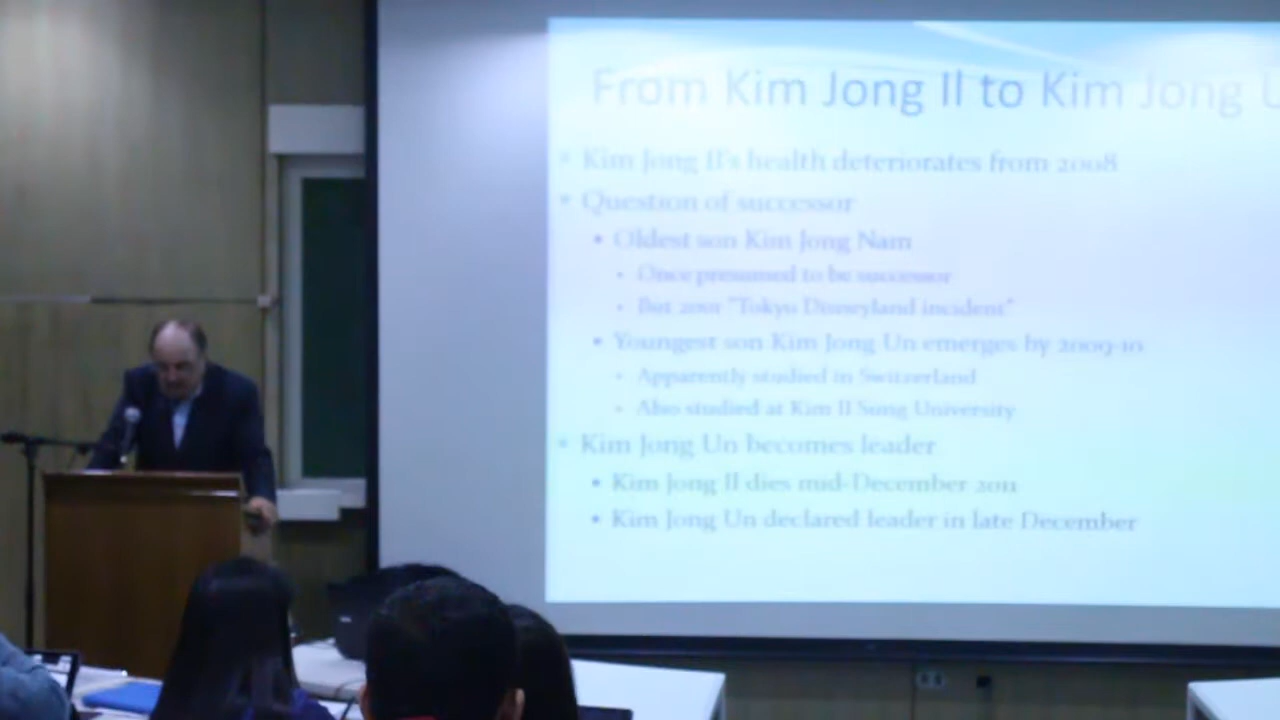 From Kim Jong Il to Kim Jong U
Kim Jong Il's health deteriorates from 2008
Question of successor
Oldest son Kim Jong Nam
Once presumed to be successor
But 2001 "Tokyo Disneyland incident"
Youngest son Kim Jong Un emerges by 2009-10
Apparently studied in Switzerland
Also studied at Kim Il Sung University
Kim Jong Un becomes leader
Kim Jong Il dies mid-December 2011
Kim Jong Un declared leader in late December